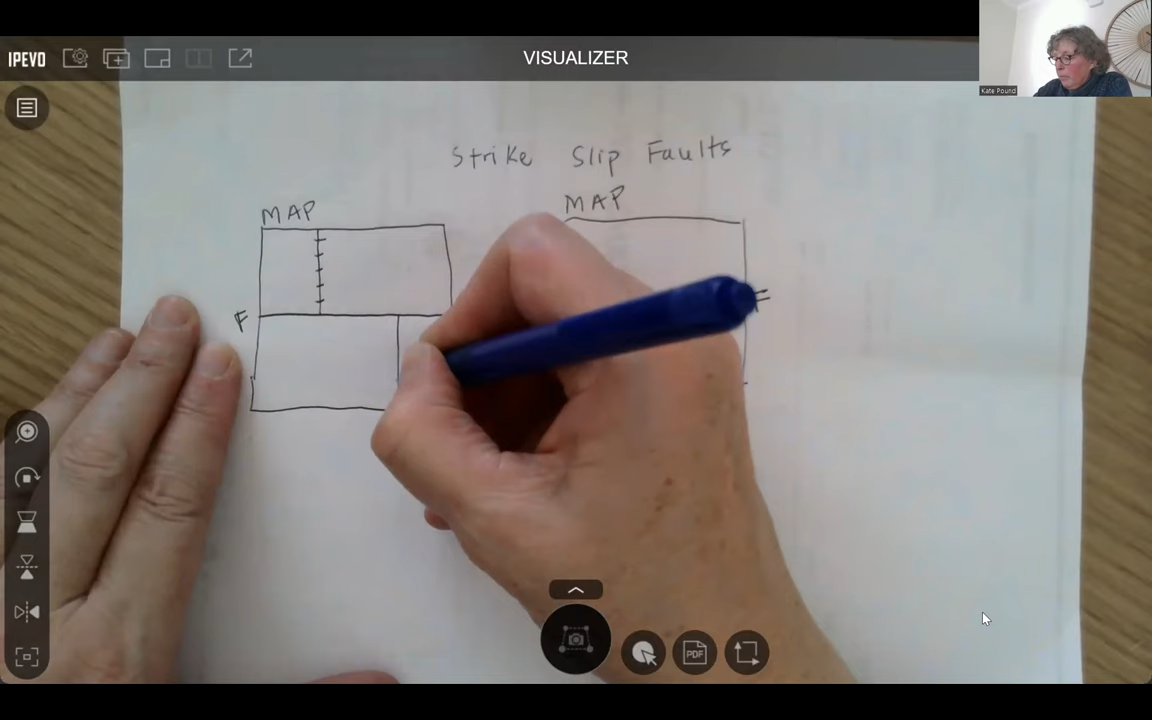 IPEVO
VISUALIZER
Kate Pound
Strike Slip Faults
MAP
MAP
F
F
PDF